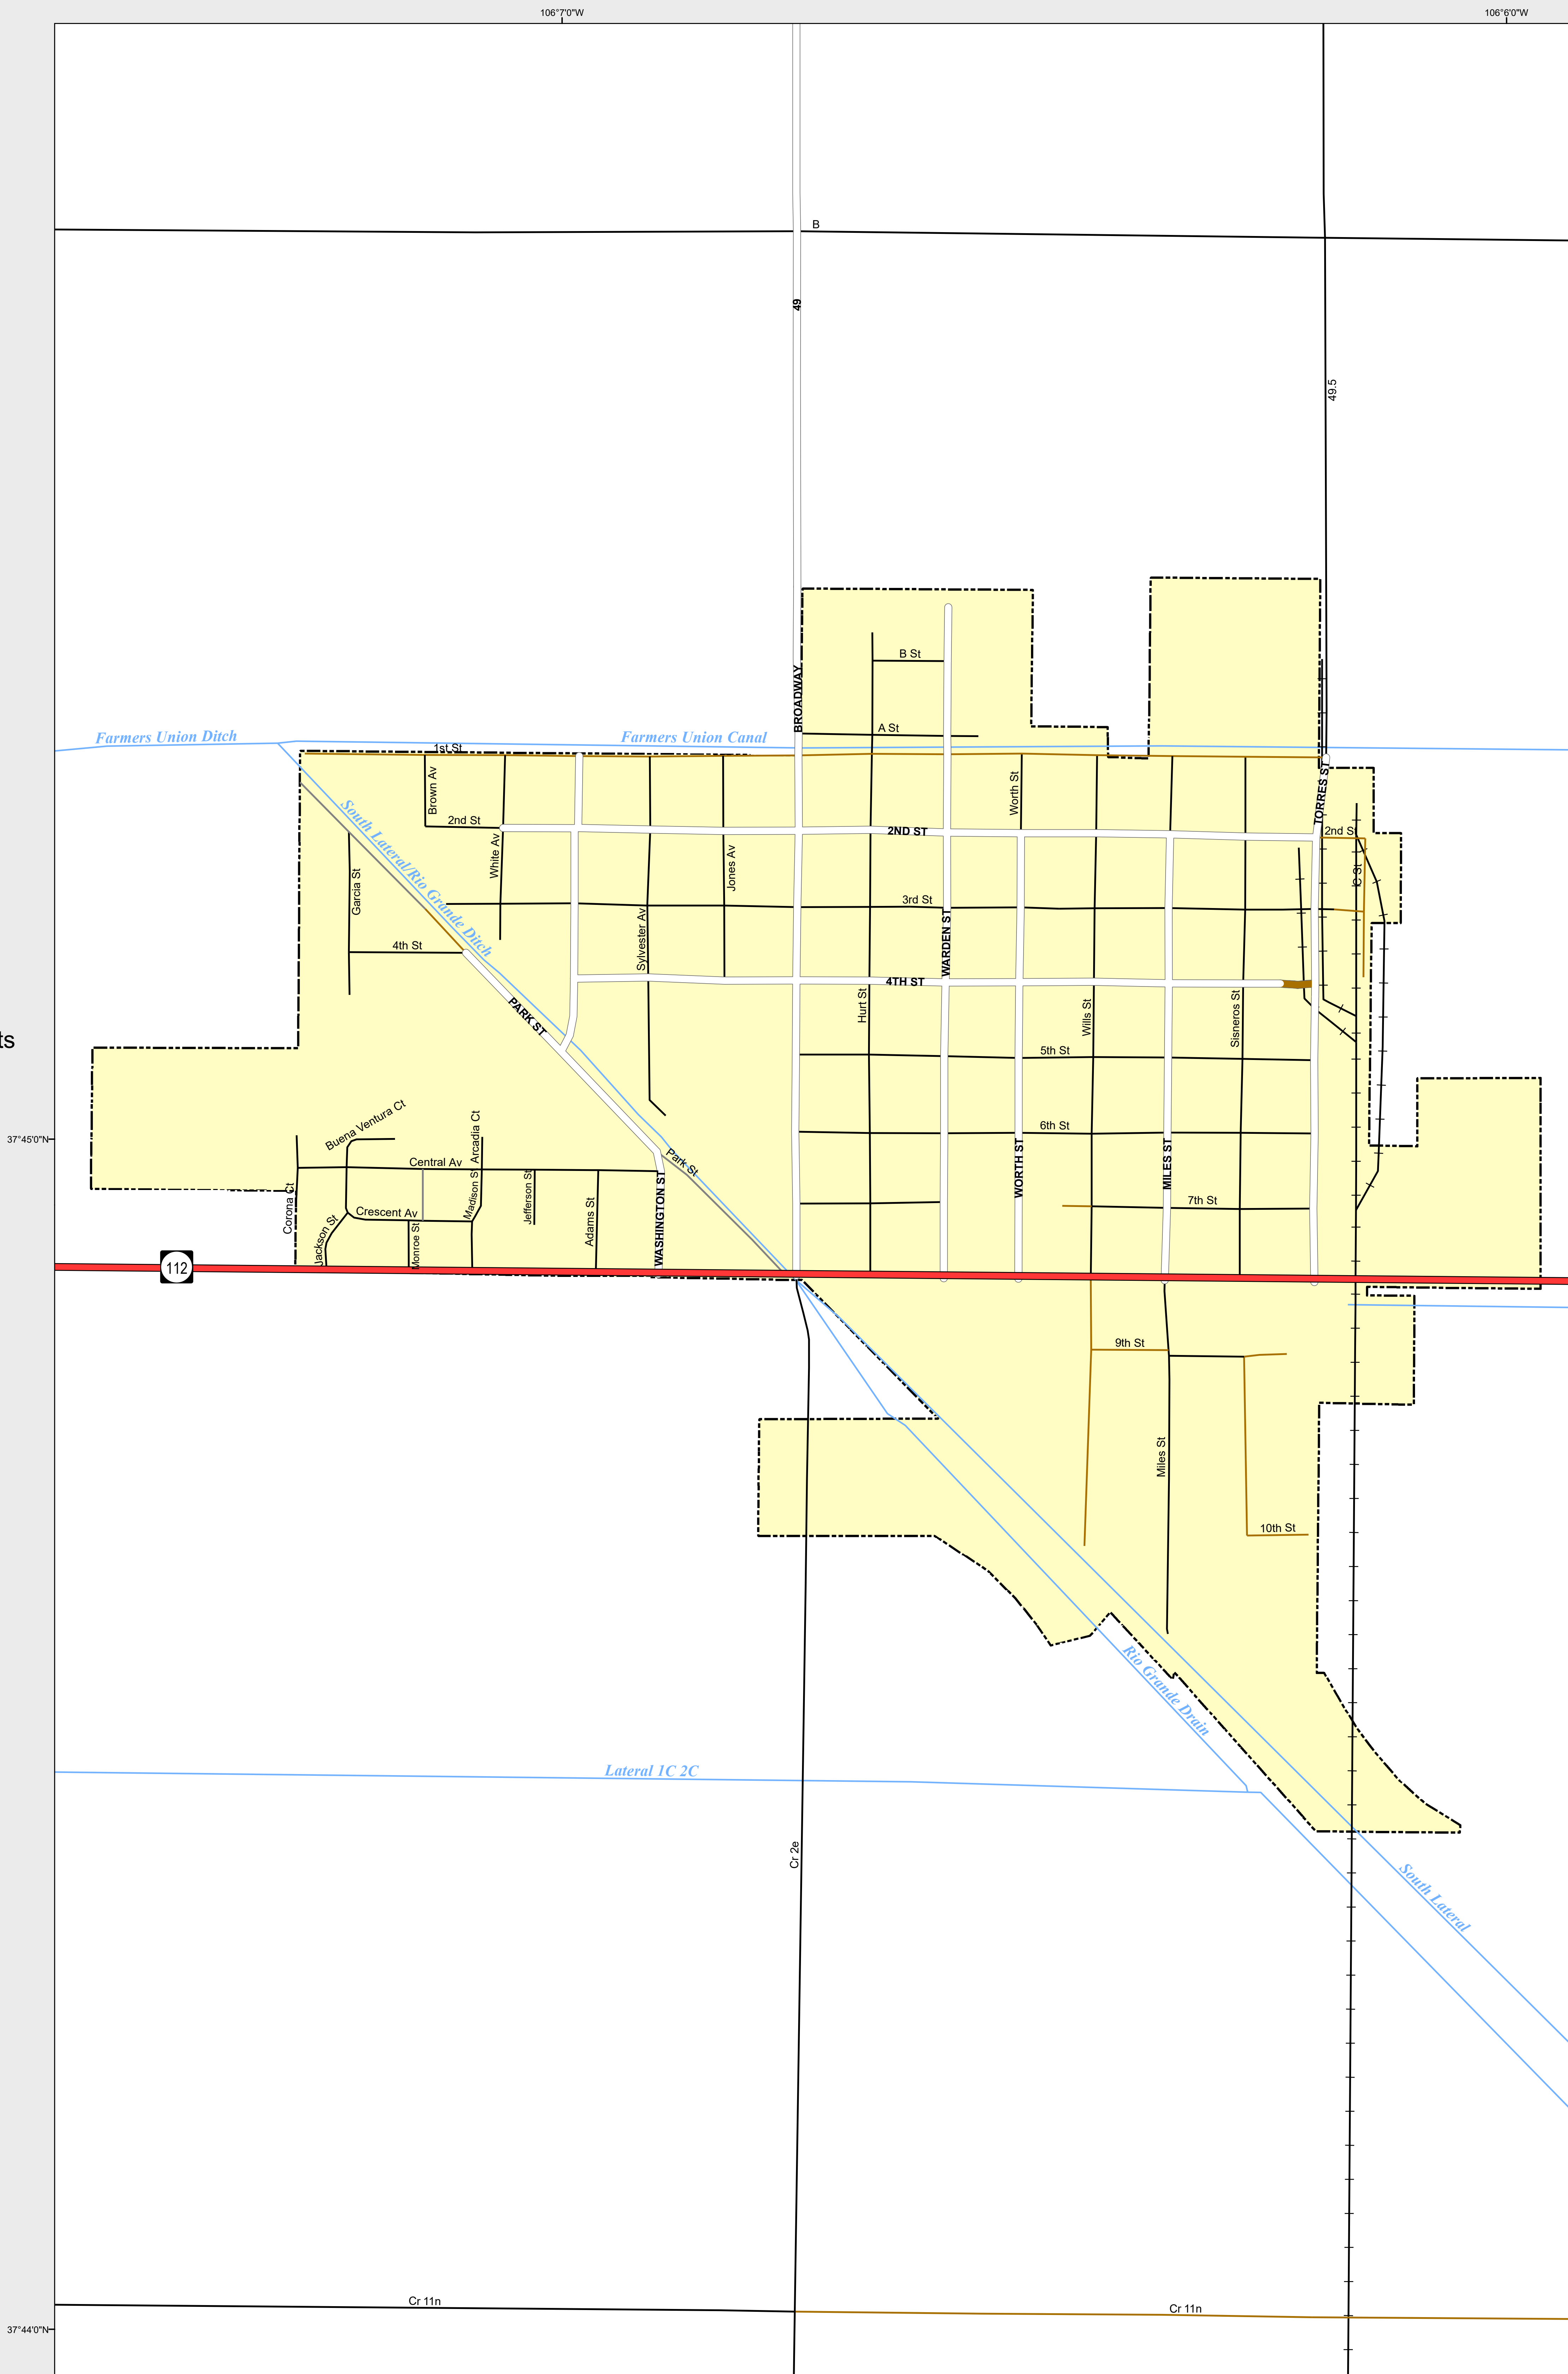 106°7'0"W
106°6'0"W
B
49
49.5
B St
BROADWAY
A St
Farmers Union Ditch
Farmers Union Canal
1st St
TORRES ST
Brown Av
Worth St
South Lateral/Rio Grande Ditch
2nd St
2ND ST
2nd St
White Av
Jones Av
Garcia St
C St
3rd St
Sylvester Av
WARDEN ST
4th St
4TH ST
PARK ST
Hurt St
Wills St
Sisneros St
ts
5th St
Buena Ventura Ct
Arcadia Ct
37°45'0"N
6th St
Central Av
Park St
WORTH ST
MILES ST
Madison St
Jefferson St
Corona Ct
7th St
Crescent Av
Adams St
WASHINGTON ST
Jackson St
Monroe St
112
9th St
Miles St
10th St
Rio Grande Drain
Lateral 1C 2C
Cr 2e
South Lateral
Cr 11n
Cr 11n
37°44'0"N